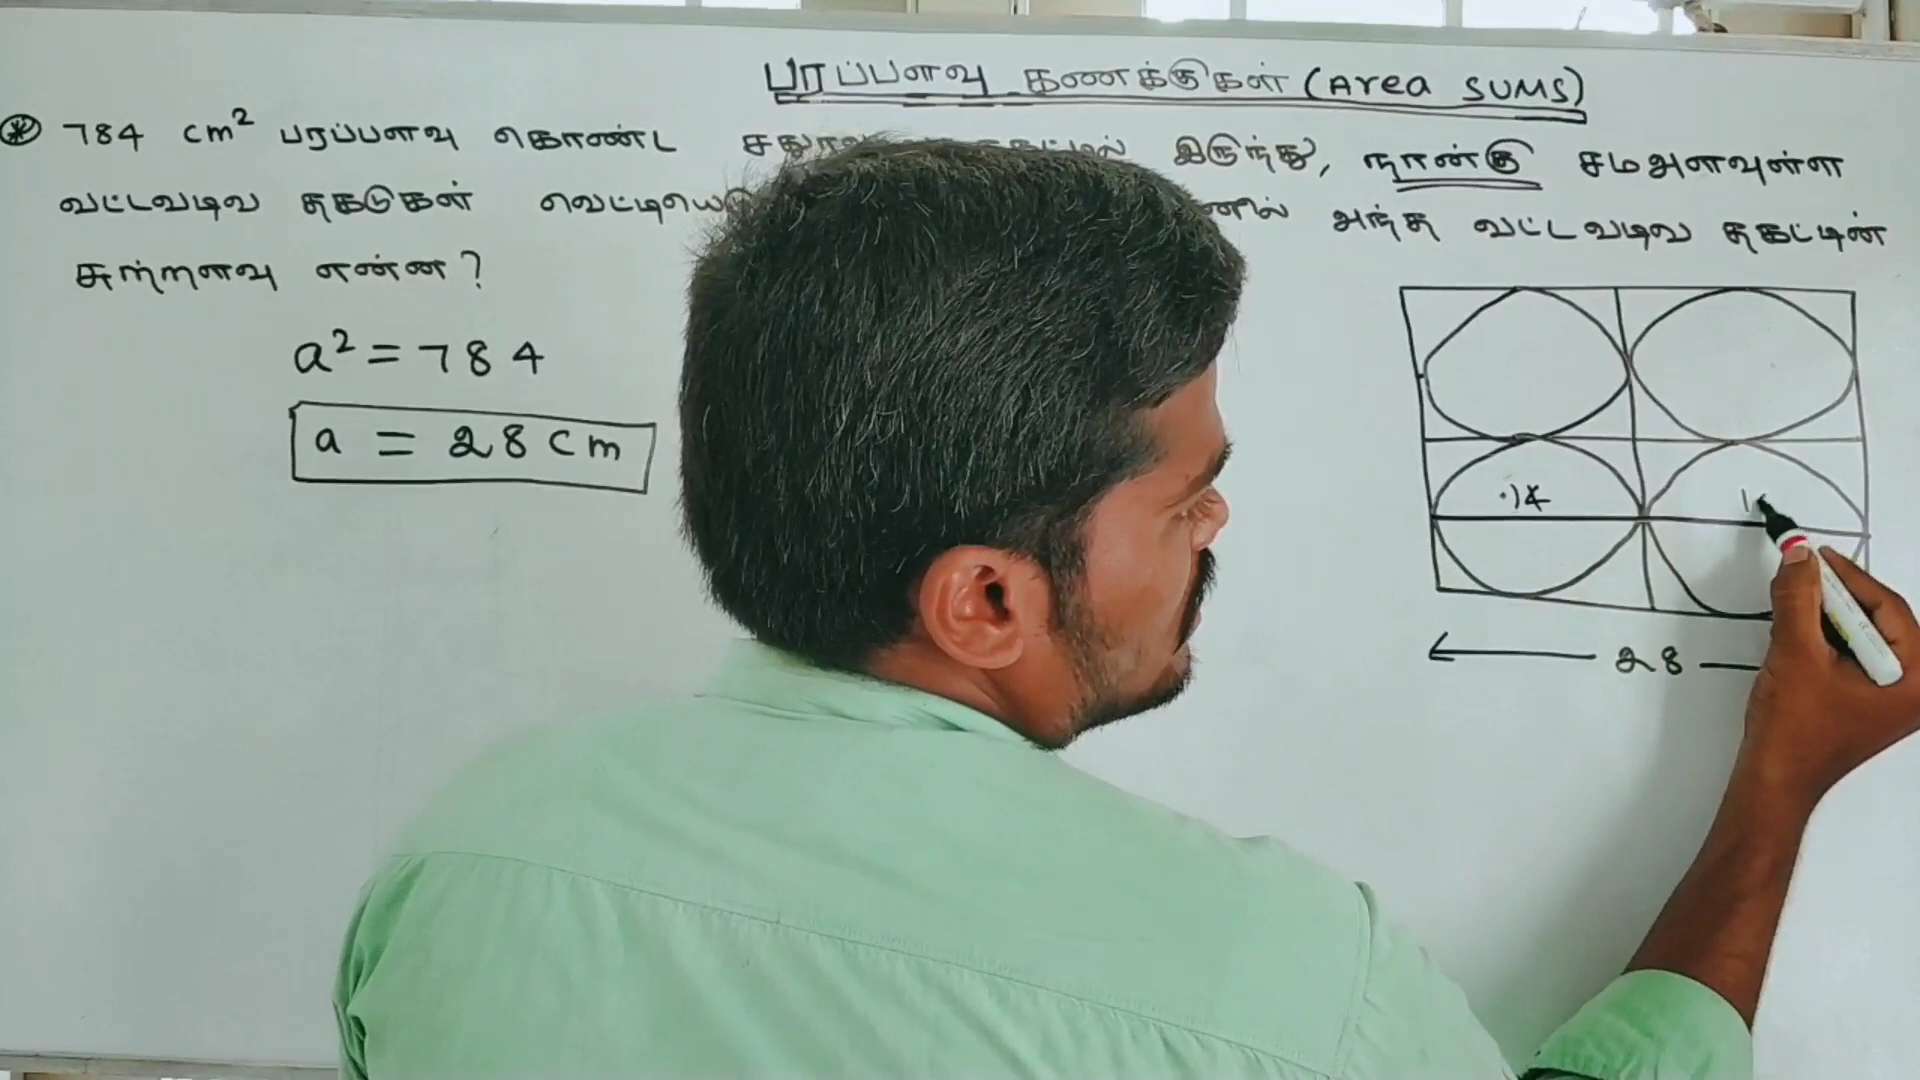 பரப்பளவு கணக்குகள் (Area SUMS)
784 cm² பரப்பளவு கொண்ட இருந்து, நான்கு சமஅளவுள்ள
வட்டவடிவ தகடுகள் அந்த வட்டவடிவ தகட்டின்
சுற்றளவு என்ன?
a² = 784
a = 28 cm
14
28